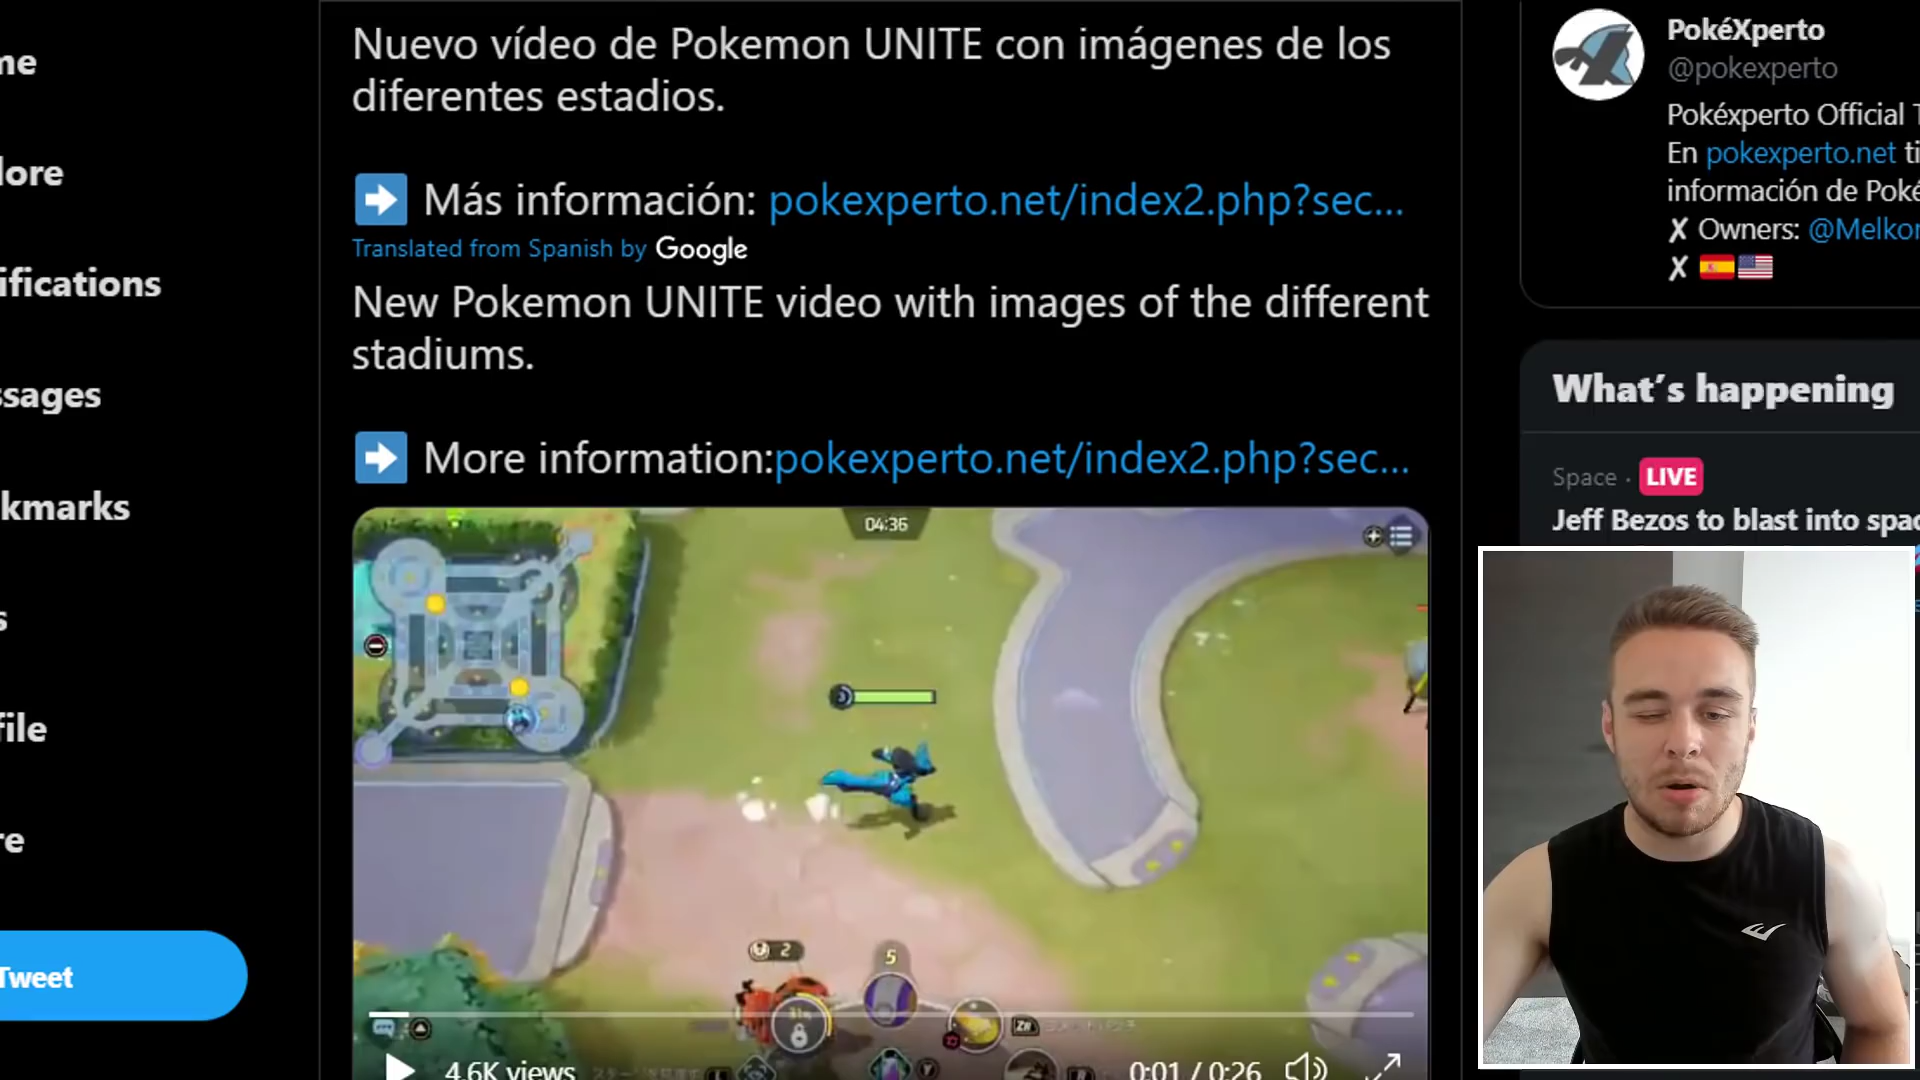 me
lore
ifications
ssages
kmarks
s
file
re
Tweet
Nuevo vídeo de Pokemon UNITE con imágenes de los
diferentes estadios.
Más información: pokexperto.net/index2.php?sec...
Translated from Spanish by Google
New Pokemon UNITE video with images of the different
stadiums.
More information:pokexperto.net/index2.php?sec...
04:36
2
5
ZR
4.6K views
0:01 / 0:26
PokéXperto
@pokexperto
Pokéxperto Official T
En pokexperto.net ti
información de Poké
✗ Owners: @Melkor
✗
What's happening
Space · LIVE
Jeff Bezos to blast into spac